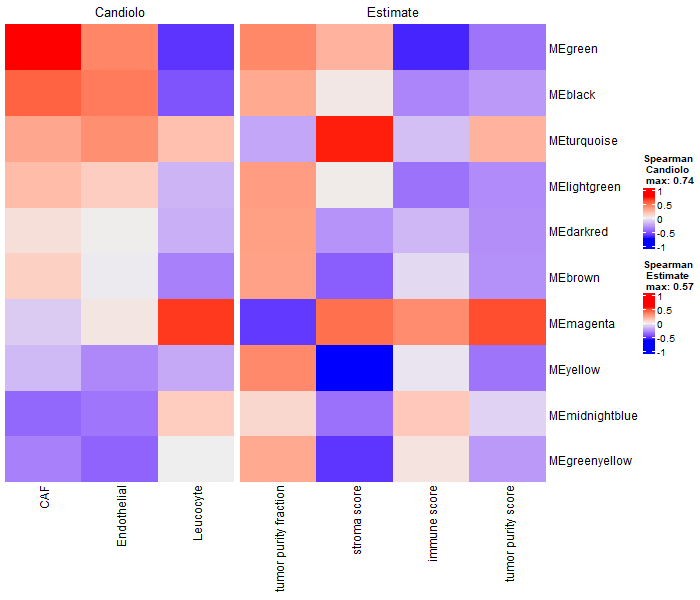 Candiolo
Estimate
MEgreen
MEblack
MEturquoise
MElightgreen
MEdarkred
MEbrown
MEmagenta
MEyellow
MEmidnightblue
MEgreenyellow
CAF
Endothelial
Leucocyte
tumor purity fraction
stroma score
immune score
tumor purity score
Spearman
Candiolo
max: 0.74
1
0.5
0
-0.5
-1
Spearman
Estimate
max: 0.57
1
0.5
0
-0.5
-1